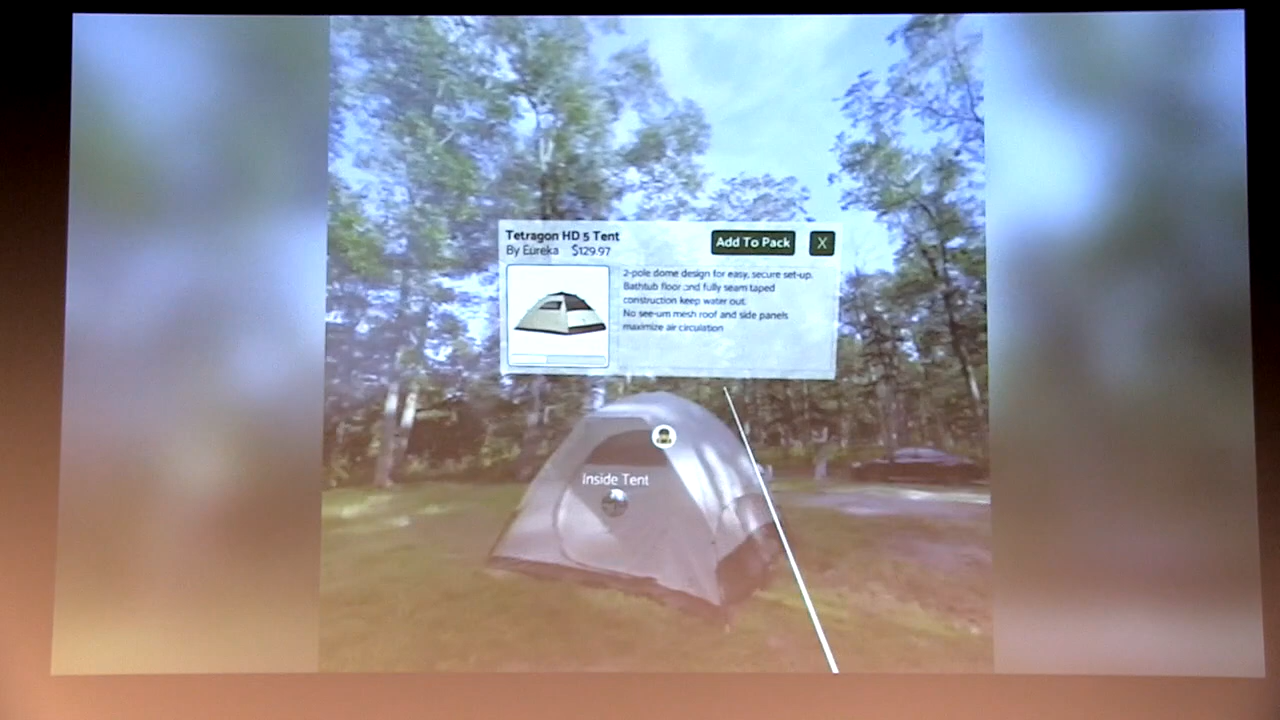 Tetragon HD 5 Tent
By Eureka $129.97
Add To Pack
X
2-pole dome design for easy, secure set-up.
Bathtub floor and fully seam taped
construction keep water out.
No see-um mesh roof and side panels
maximize air circulation
Inside Tent